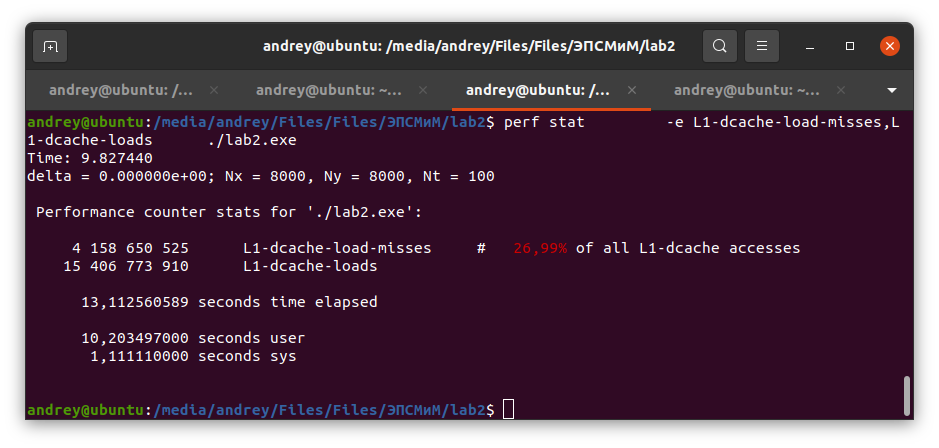 andrey@ubuntu: /media/andrey/Files/Files/ЭПСМиМ/lab2
andrey@ubuntu: /... × andrey@ubuntu: ~... × andrey@ubuntu: /... × andrey@ubuntu: ~... ×
andrey@ubuntu:/media/andrey/Files/Files/ЭПСМиМ/lab2$ perf stat         -e L1-dcache-load-misses,L
1-dcache-loads      ./lab2.exe
Time: 9.827440
delta = 0.000000e+00; Nx = 8000, Ny = 8000, Nt = 100
Performance counter stats for './lab2.exe':
4 158 650 525      L1-dcache-load-misses     #   26,99% of all L1-dcache accesses
15 406 773 910      L1-dcache-loads
13,112560589 seconds time elapsed
10,203497000 seconds user
1,111110000 seconds sys
andrey@ubuntu:/media/andrey/Files/Files/ЭПСМиМ/lab2$